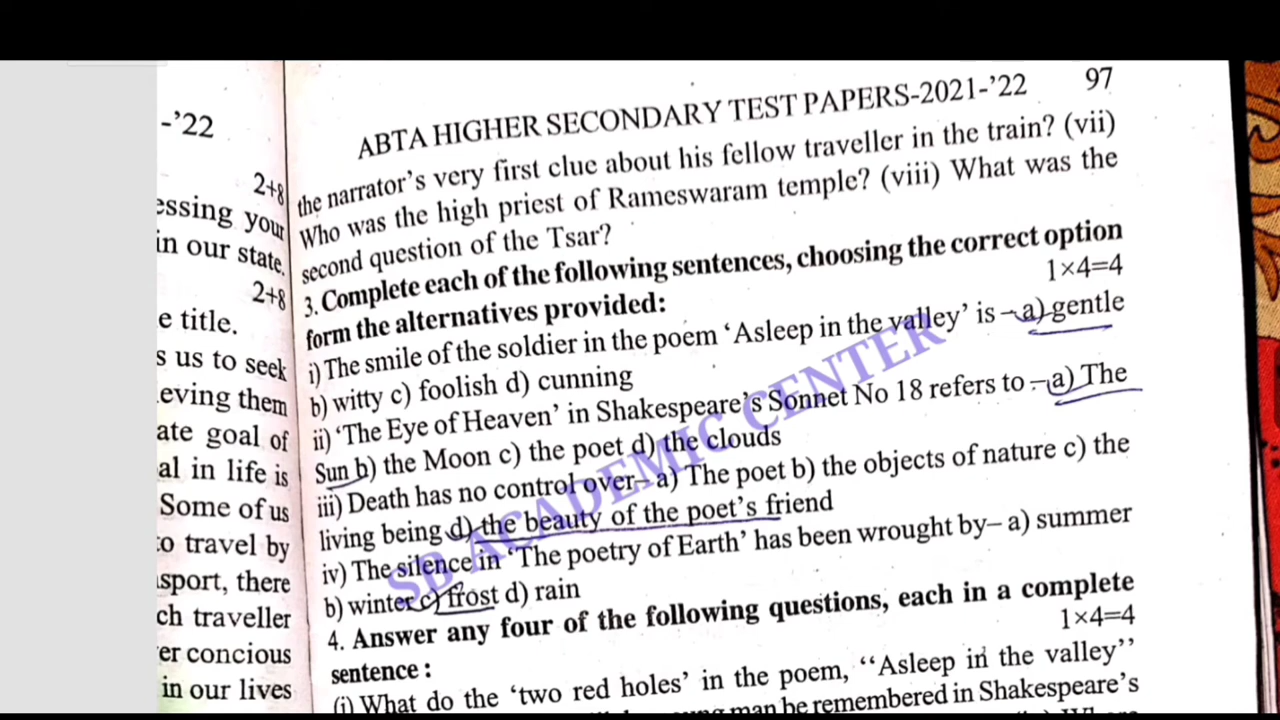 -'22
2+8
essing your
in our state.
2+8
e title.
s us to seek
eving them
ate goal of
al in life is
Some of us
to travel by
sport, there
ch traveller
er concious
in our lives
ABTA HIGHER SECONDARY TEST PAPERS-2021-'22 97
the narrator's very first clue about his fellow traveller in the train? (vii)
Who was the high priest of Rameswaram temple? (viii) What was the
second question of the Tsar?
3. Complete each of the following sentences, choosing the correct option
form the alternatives provided: 1×4=4
i) The smile of the soldier in the poem 'Asleep in the valley' is – a) gentle
b) witty c) foolish d) cunning
ii) 'The Eye of Heaven' in Shakespeare's Sonnet No 18 refers to – a) The
Sun b) the Moon c) the poet d) the clouds
iii) Death has no control over– a) The poet b) the objects of nature c) the
living being d) the beauty of the poet's friend
iv) The silence in 'The poetry of Earth' has been wrought by– a) summer
b) winter c) frost d) rain
4. Answer any four of the following questions, each in a complete
sentence : 1×4=4
(i) What do the 'two red holes' in the poem, "Asleep in the valley"
man be remembered in Shakespeare's
SB ACADEMIC CENTER